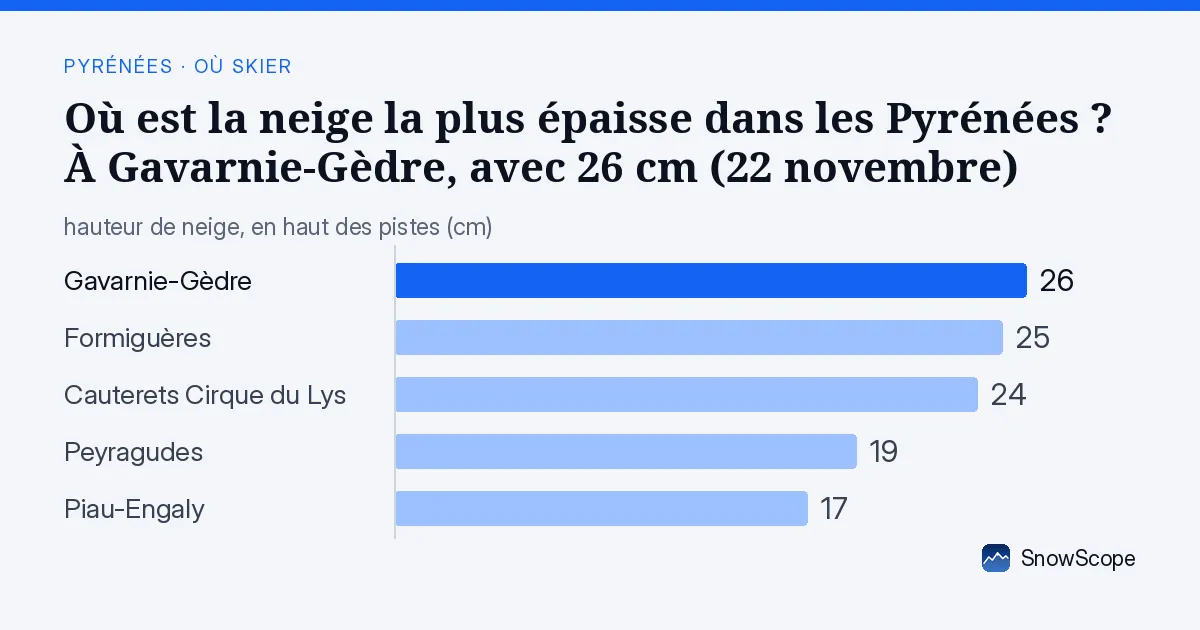 PYRÉNÉES · OÙ SKIER
Où est la neige la plus épaisse dans les Pyrénées ?
À Gavarnie-Gèdre, avec 26 cm (22 novembre)
hauteur de neige, en haut des pistes (cm)
Gavarnie-Gèdre 26
Formiguères 25
Cauterets Cirque du Lys 24
Peyragudes 19
Piau-Engaly 17
SnowScope